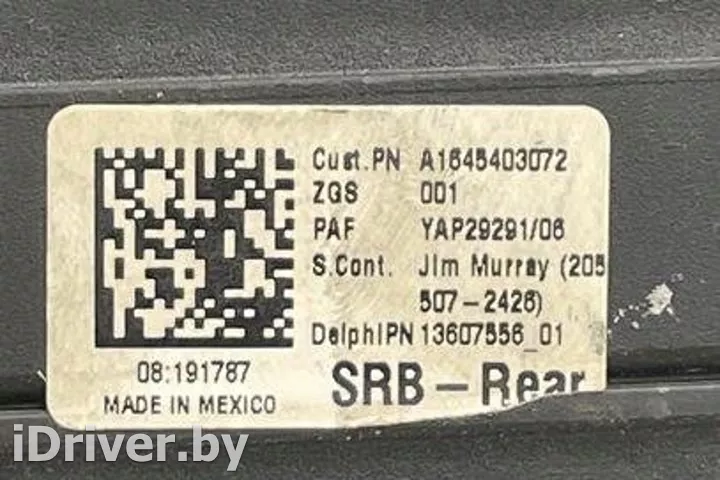 Cust.PN A1645403072
ZGS 001
PAF YAP29291/06
S.Cont. Jim Murray (205
507-2426)
DelphiPN 13607556_01
08:191787
MADE IN MEXICO
SRB - Rear
iDriver.by